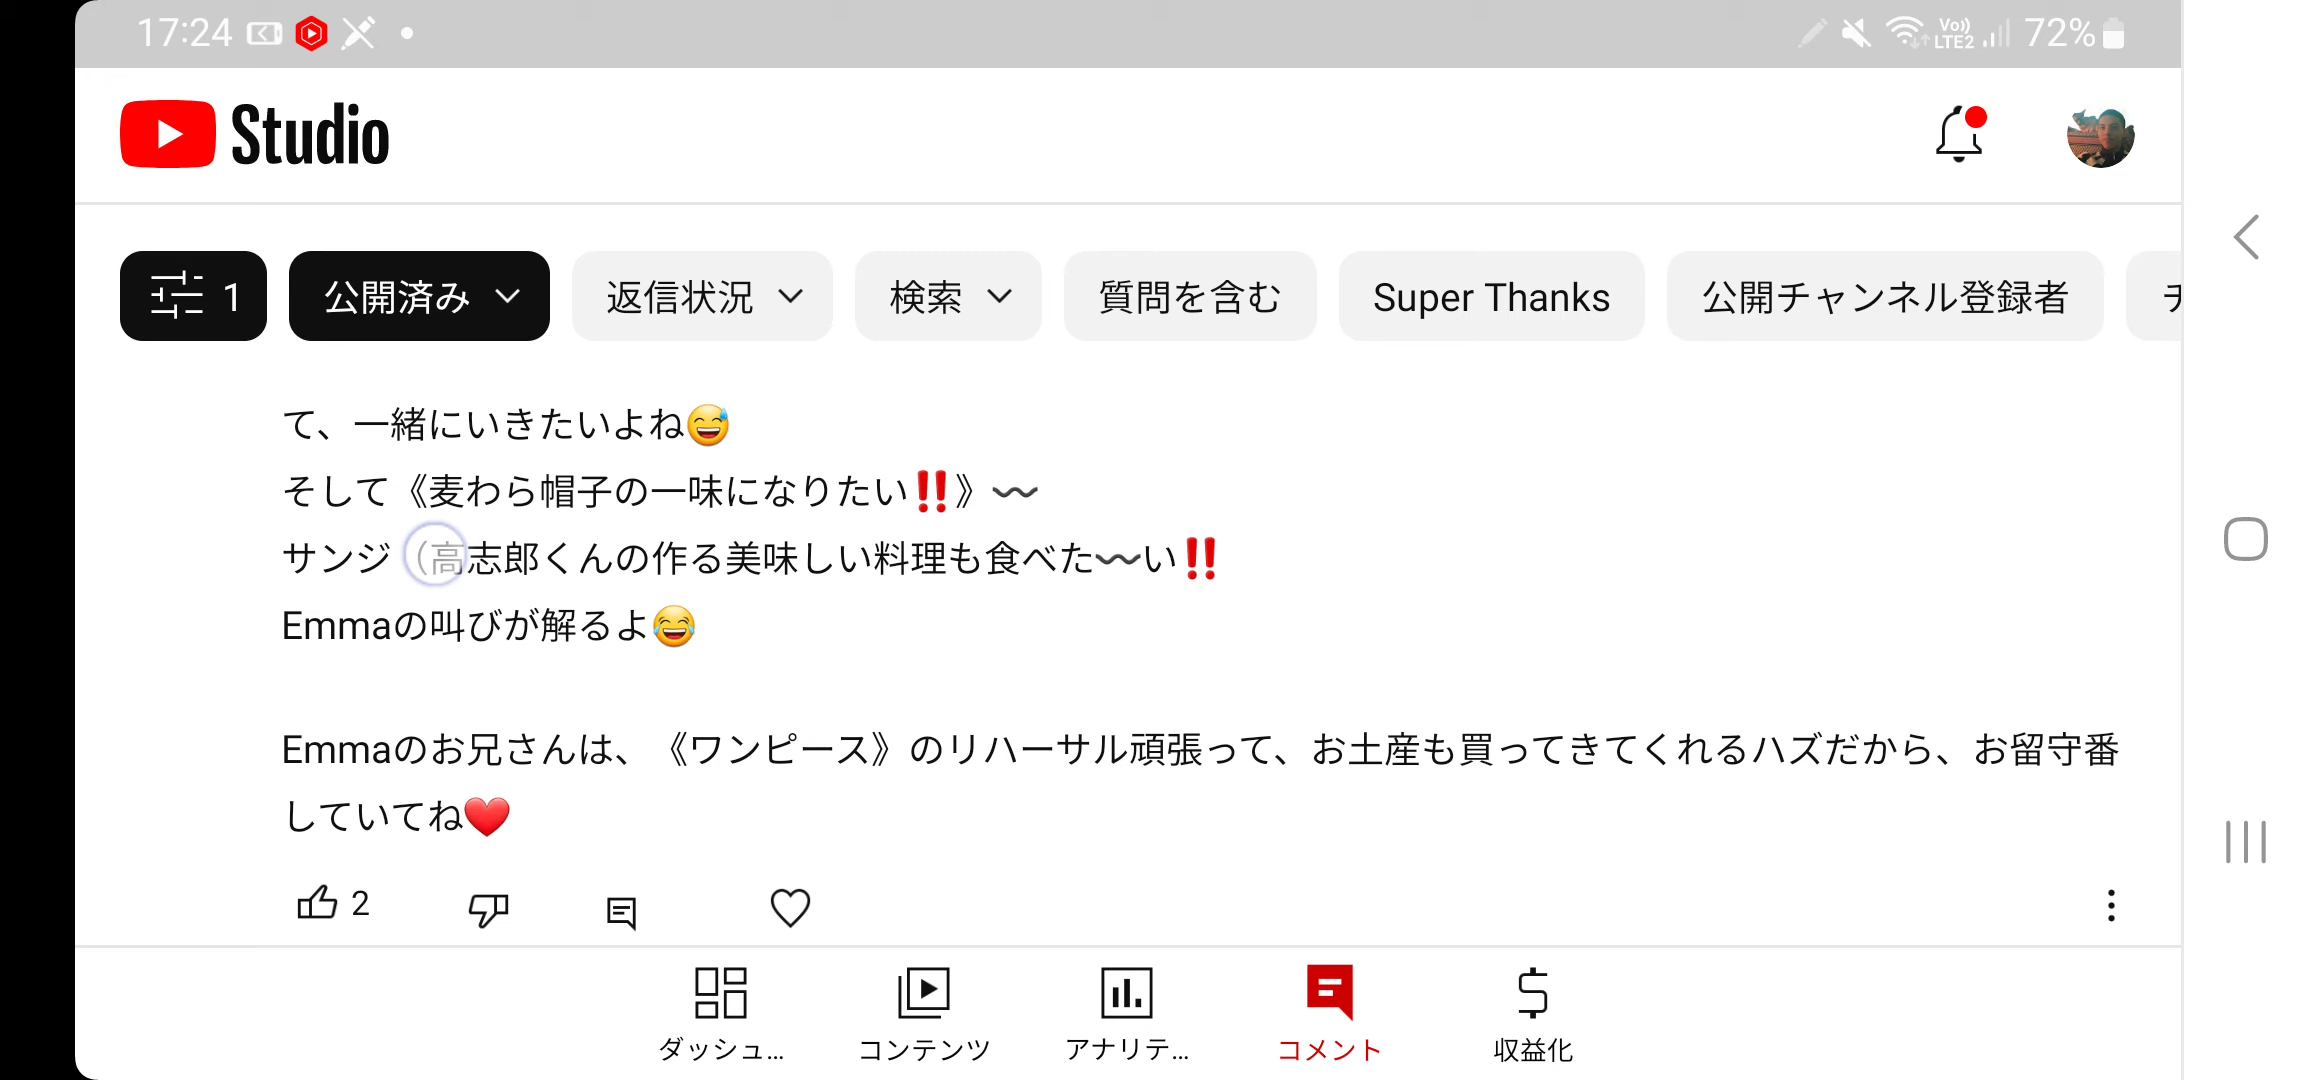 17:24
Vo)) LTE2 72%
Studio
1 公開済み 返信状況 検索 質問を含む Super Thanks 公開チャンネル登録者
て、一緒にいきたいよね😅
そして《麦わら帽子の一味になりたい‼️》〰️
サンジ（高志郎くんの作る美味しい料理も食べた〰️い‼️
Emmaの叫びが解るよ😂
Emmaのお兄さんは、《ワンピース》のリハーサル頑張って、お土産も買ってきてくれるハズだから、お留守番
していてね❤️
2
ダッシュ... コンテンツ アナリテ... コメント 収益化